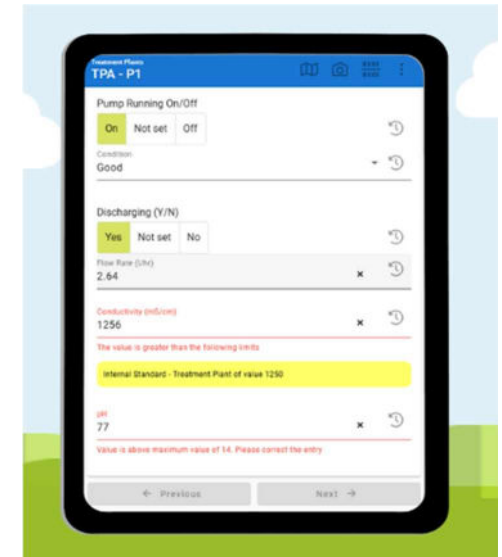 Treatment Plants
TPA - P1
Pump Running On/Off
On Not set Off
Condition
Good
Discharging (Y/N)
Yes Not set No
Flow Rate (l/hr)
2.64
Conductivity (mS/cm)
1256
The value is greater than the following limits
Internal Standard - Treatment Plant of value 1250
pH
77
Value is above maximum value of 14. Please correct the entry
← Previous Next →